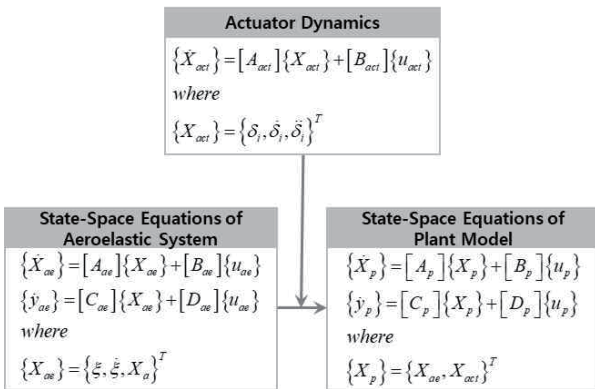 Actuator Dynamics
{Ẋ_act}=[A_act]{X_act}+[B_act]{u_act}
where
{X_act}={δ_i, δ̇_i, δ̈_i}^T
State-Space Equations of
Aeroelastic System
{Ẋ_ae}=[A_ae]{X_ae}+[B_ae]{u_ae}
{ẏ_ae}=[C_ae]{X_ae}+[D_ae]{u_ae}
where
{X_ae}={ξ, ξ̇, X_a}^T
State-Space Equations of
Plant Model
{Ẋ_p}=[A_p]{X_p}+[B_p]{u_p}
{ẏ_p}=[C_p]{X_p}+[D_p]{u_p}
where
{X_p}={X_ae, X_act}^T